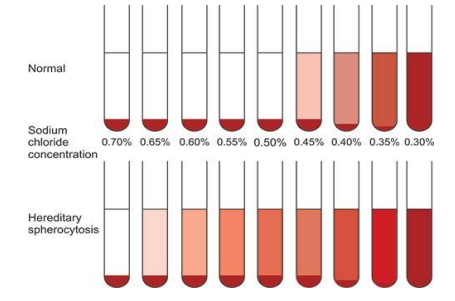 Normal
Sodium
chloride
concentration
0.70% 0.65% 0.60% 0.55% 0.50% 0.45% 0.40% 0.35% 0.30%
Hereditary
spherocytosis